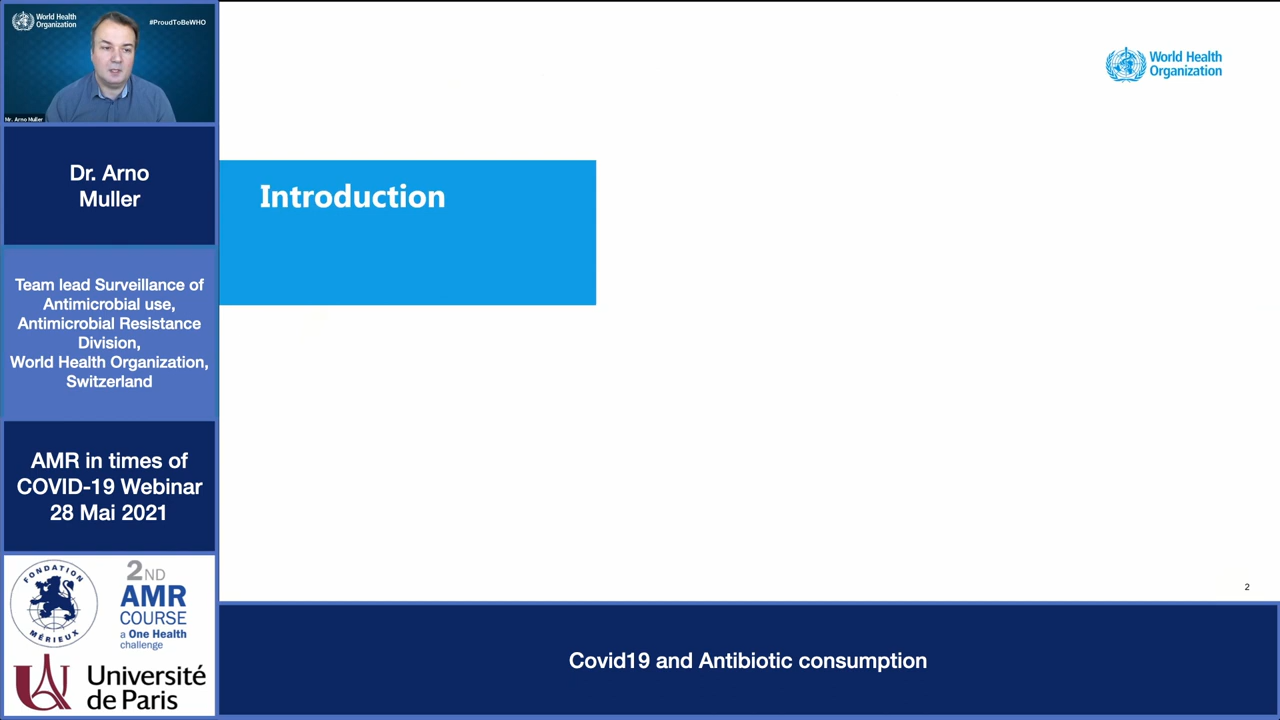 World Health
Organization
#ProudToBeWHO
Mr. Arno Muller
Dr. Arno
Muller
Team lead Surveillance of
Antimicrobial use,
Antimicrobial Resistance
Division,
World Health Organization,
Switzerland
AMR in times of
COVID-19 Webinar
28 Mai 2021
FONDATION
MÉRIEUX
2ND
AMR
COURSE
a One Health
challenge
Université
de Paris
World Health
Organization
Introduction
2
Covid19 and Antibiotic consumption